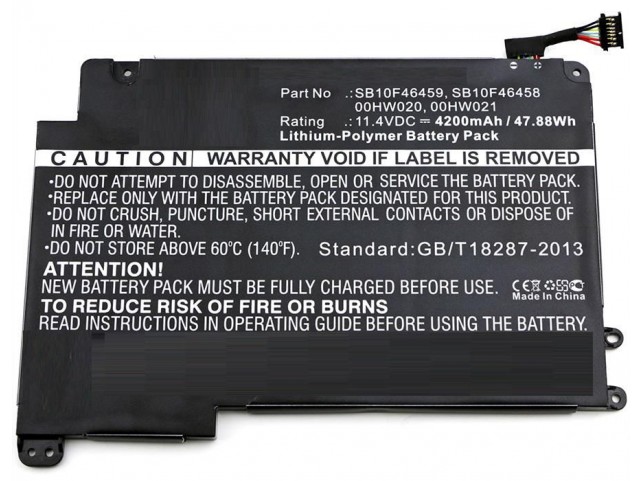 Part No .:SB10F46459, SB10F46458
00HW020, 00HW021
Rating .: 11.4VDC ⎓ 4200mAh / 47.88Wh
Lithium-Polymer Battery Pack
CAUTION WARRANTY VOID IF LABEL IS REMOVED
•DO NOT ATTEMPT TO DISASSEMBLE, OPEN OR SERVICE THE BATTERY PACK.
•REPLACE ONLY WITH THE BATTERY PACK DESIGNATED FOR THIS PRODUCT.
•DO NOT CRUSH, PUNCTURE, SHORT EXTERNAL CONTACTS OR DISPOSE OF
IN FIRE OR WATER.
•DO NOT STORE ABOVE 60°C (140°F). Standard:GB/T18287-2013
ATTENTION!
NEW BATTERY PACK MUST BE FULLY CHARGED BEFORE USE.
TO REDUCE RISK OF FIRE OR BURNS
Made In China
READ INSTRUCTIONS IN OPERATING GUIDE BEFORE USING THE BATTERY.